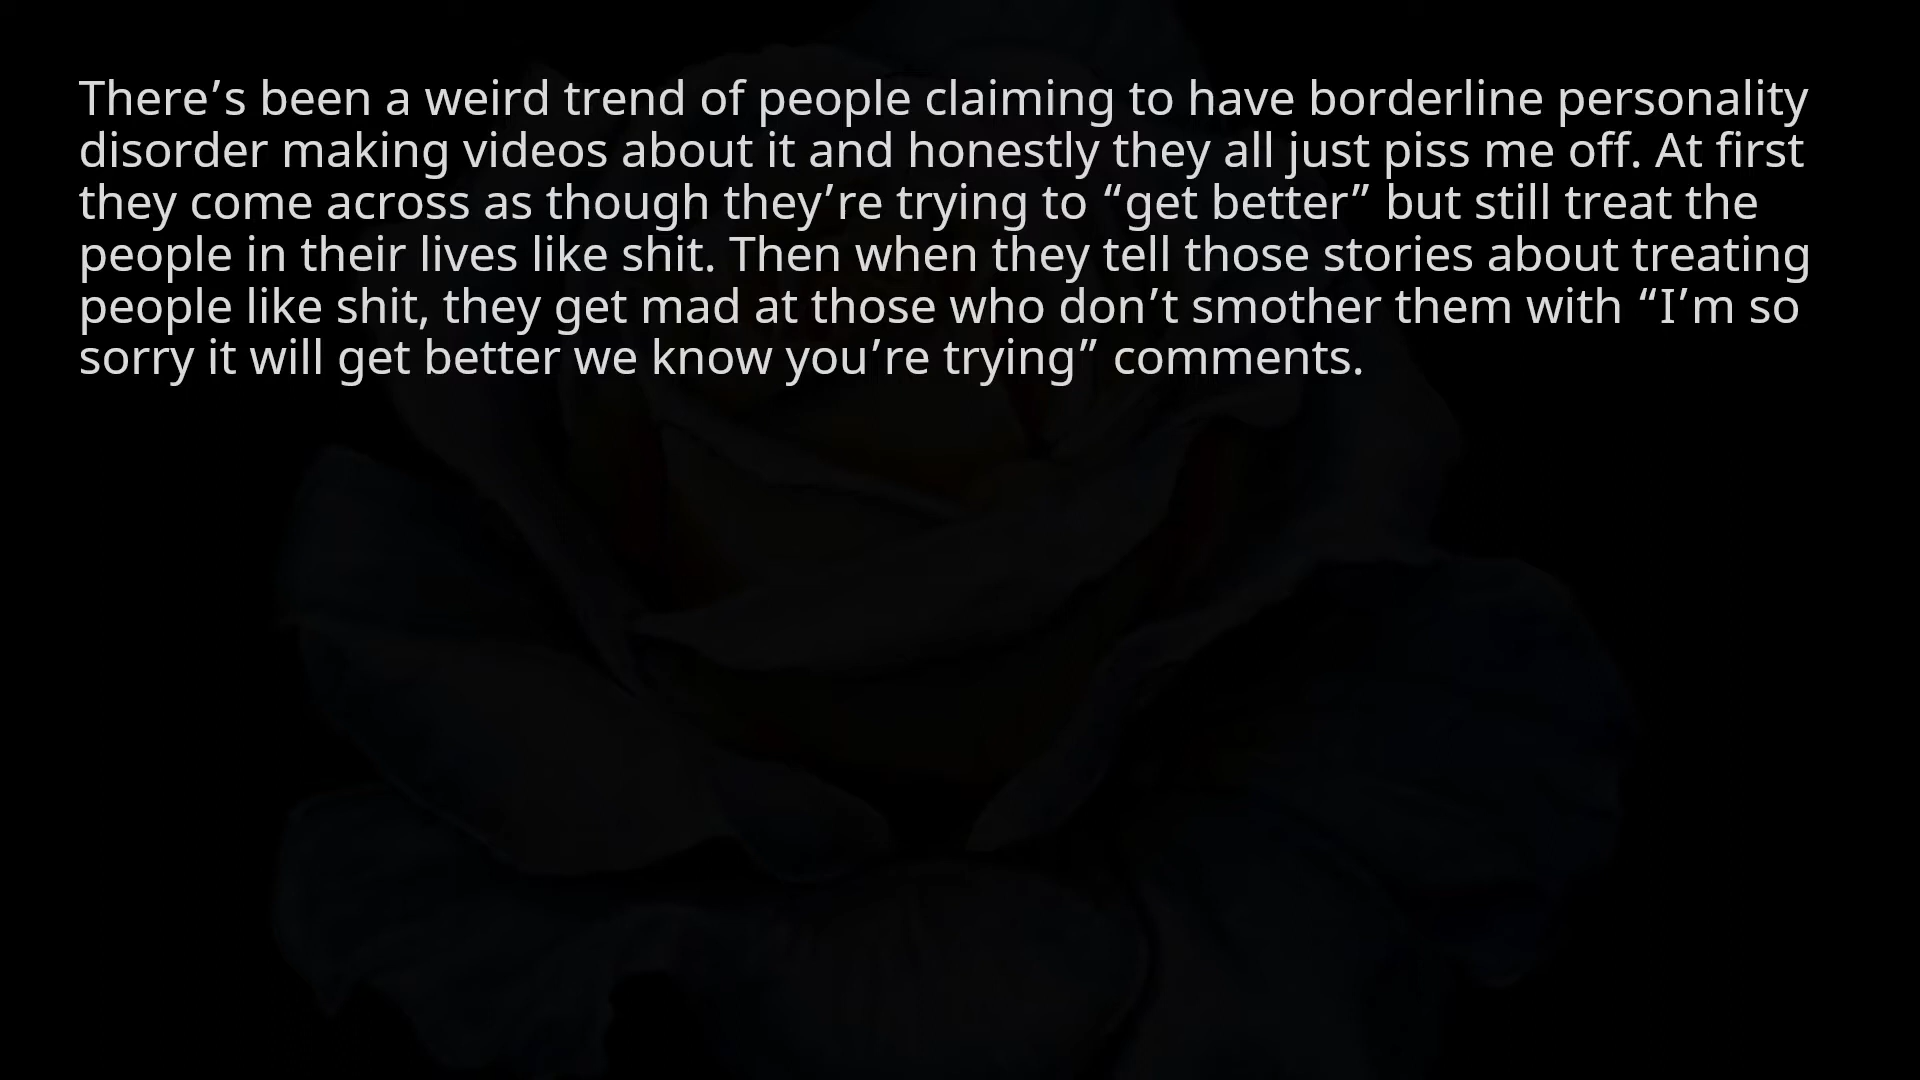 There’s been a weird trend of people claiming to have borderline personality
disorder making videos about it and honestly they all just piss me off. At first
they come across as though they’re trying to “get better” but still treat the
people in their lives like shit. Then when they tell those stories about treating
people like shit, they get mad at those who don’t smother them with “I’m so
sorry it will get better we know you’re trying” comments.